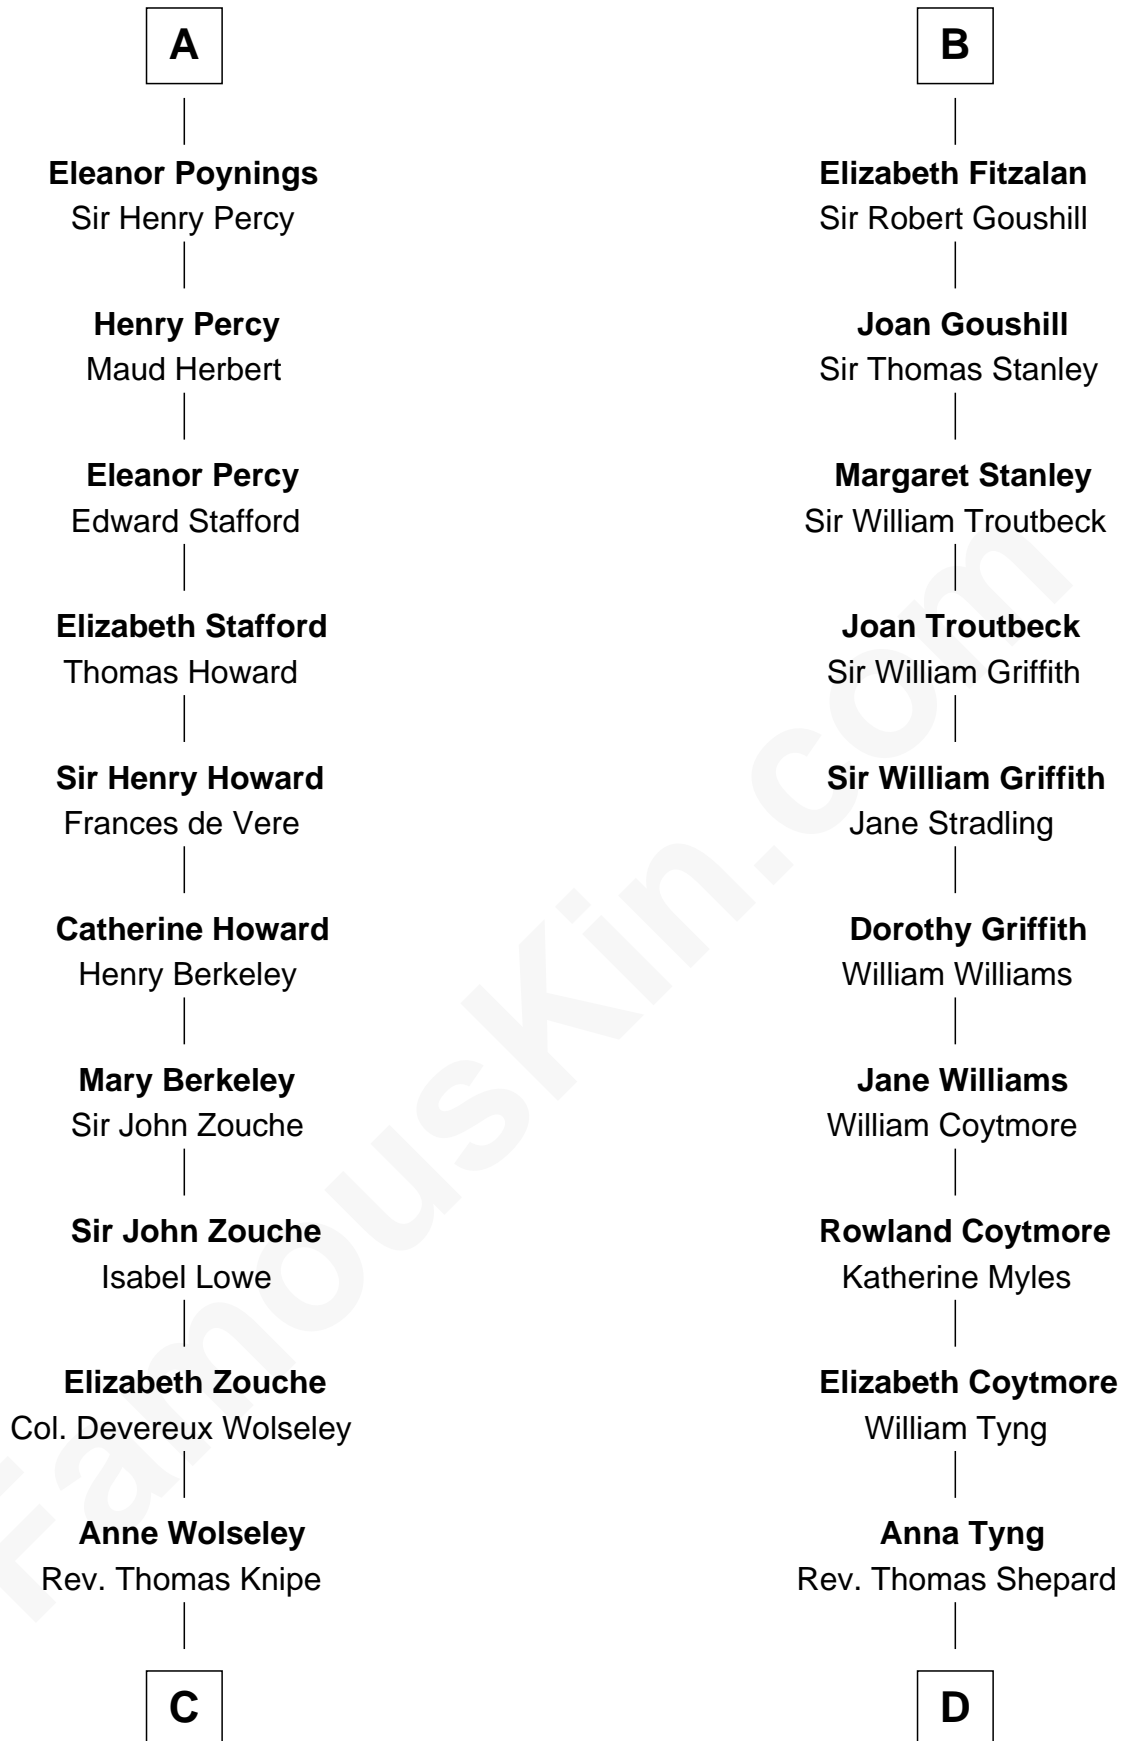 A
Eleanor Poynings
Sir Henry Percy
Henry Percy
Maud Herbert
Eleanor Percy
Edward Stafford
Elizabeth Stafford
Thomas Howard
Sir Henry Howard
Frances de Vere
Catherine Howard
Henry Berkeley
Mary Berkeley
Sir John Zouche
Sir John Zouche
Isabel Lowe
Elizabeth Zouche
Col. Devereux Wolseley
Anne Wolseley
Rev. Thomas Knipe
C
B
Elizabeth Fitzalan
Sir Robert Goushill
Joan Goushill
Sir Thomas Stanley
Margaret Stanley
Sir William Troutbeck
Joan Troutbeck
Sir William Griffith
Sir William Griffith
Jane Stradling
Dorothy Griffith
William Williams
Jane Williams
William Coytmore
Rowland Coytmore
Katherine Myles
Elizabeth Coytmore
William Tyng
Anna Tyng
Rev. Thomas Shepard
D
FamousKin.com